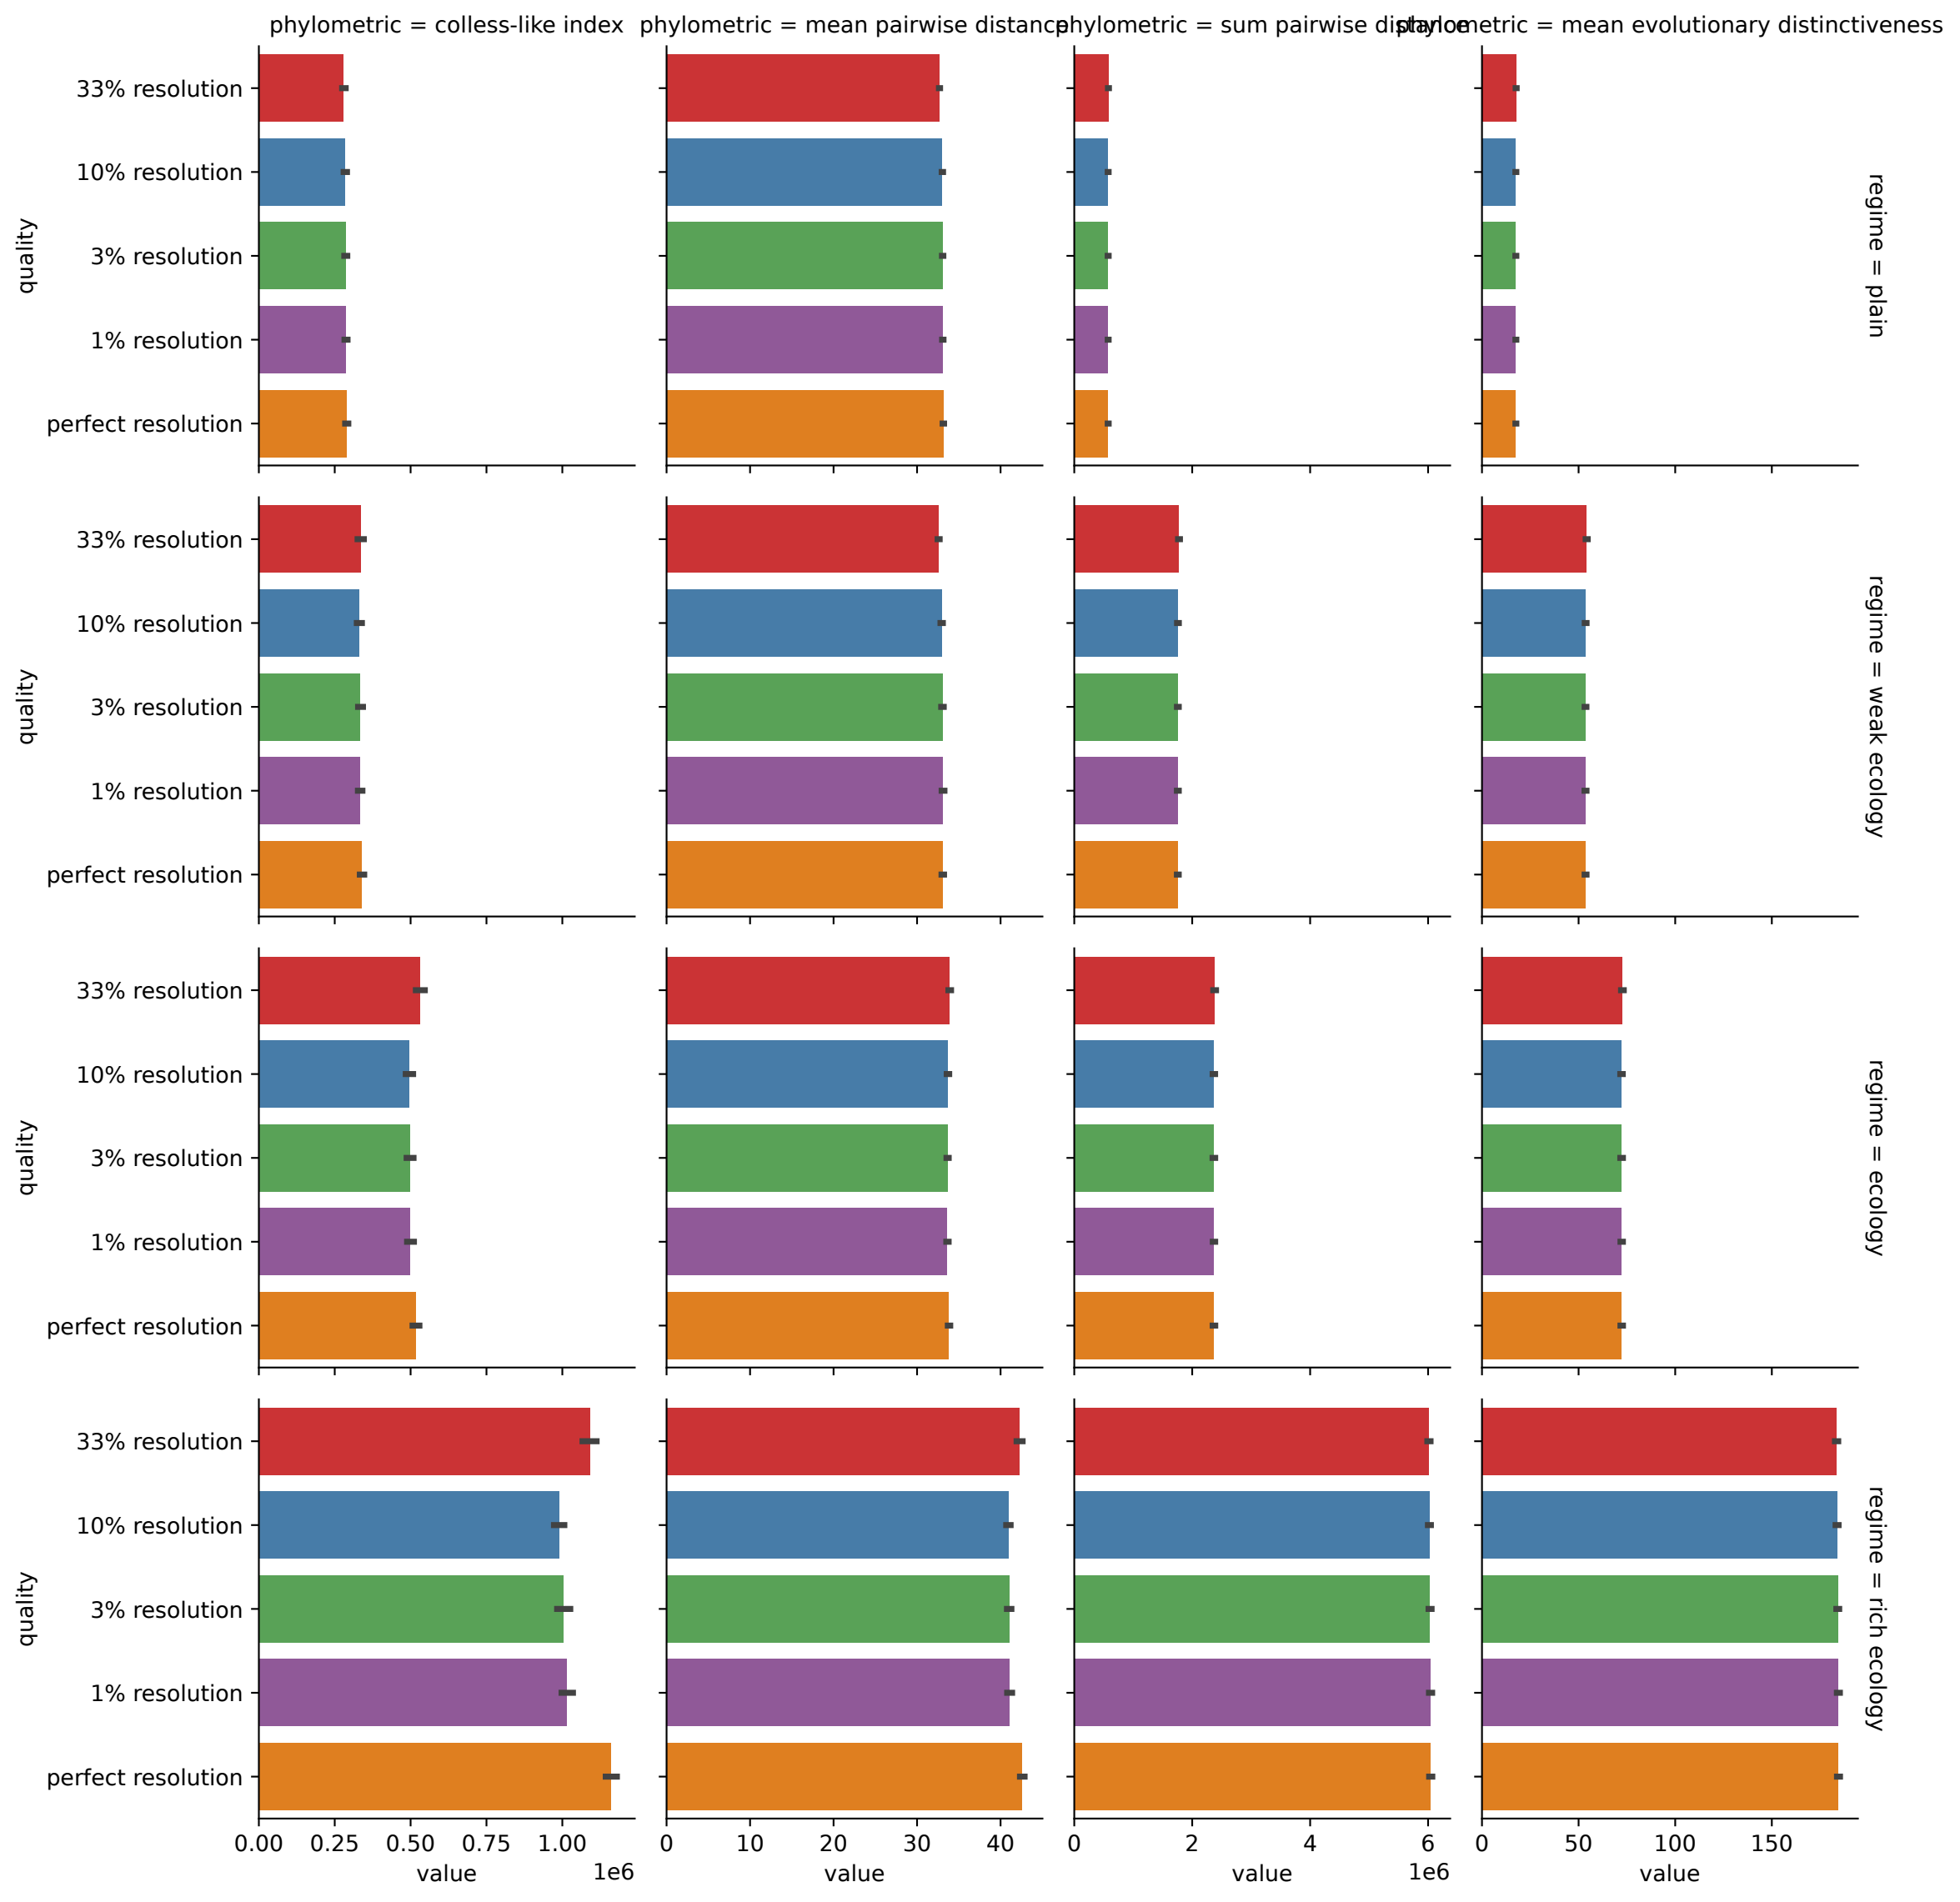 phylometric = colless-like index
phylometric = mean pairwise distance
phylometric = sum pairwise distance
phylometric = mean evolutionary distinctiveness
quality
33% resolution
10% resolution
3% resolution
1% resolution
perfect resolution
regime = plain
quality
33% resolution
10% resolution
3% resolution
1% resolution
perfect resolution
regime = weak ecology
quality
33% resolution
10% resolution
3% resolution
1% resolution
perfect resolution
regime = ecology
quality
33% resolution
10% resolution
3% resolution
1% resolution
perfect resolution
regime = rich ecology
0.00 0.25 0.50 0.75 1.00
1e6
value
0 10 20 30 40
value
0 2 4 6
1e6
value
0 50 100 150
value